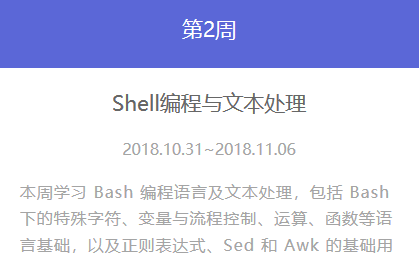 第2周
Shell编程与文本处理
2018.10.31~2018.11.06
本周学习 Bash 编程语言及文本处理，包括 Bash
下的特殊字符、变量与流程控制、运算、函数等语
言基础，以及正则表达式、Sed 和 Awk 的基础用